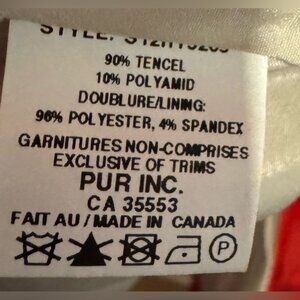 STYLE:
90% TENCEL
10% POLYAMID
DOUBLURE/LINING:
96% POLYESTER, 4% SPANDEX
GARNITURES NON-COMPRISES
EXCLUSIVE OF TRIMS
PUR INC.
CA 35553
FAIT AU / MADE IN CANADA
P